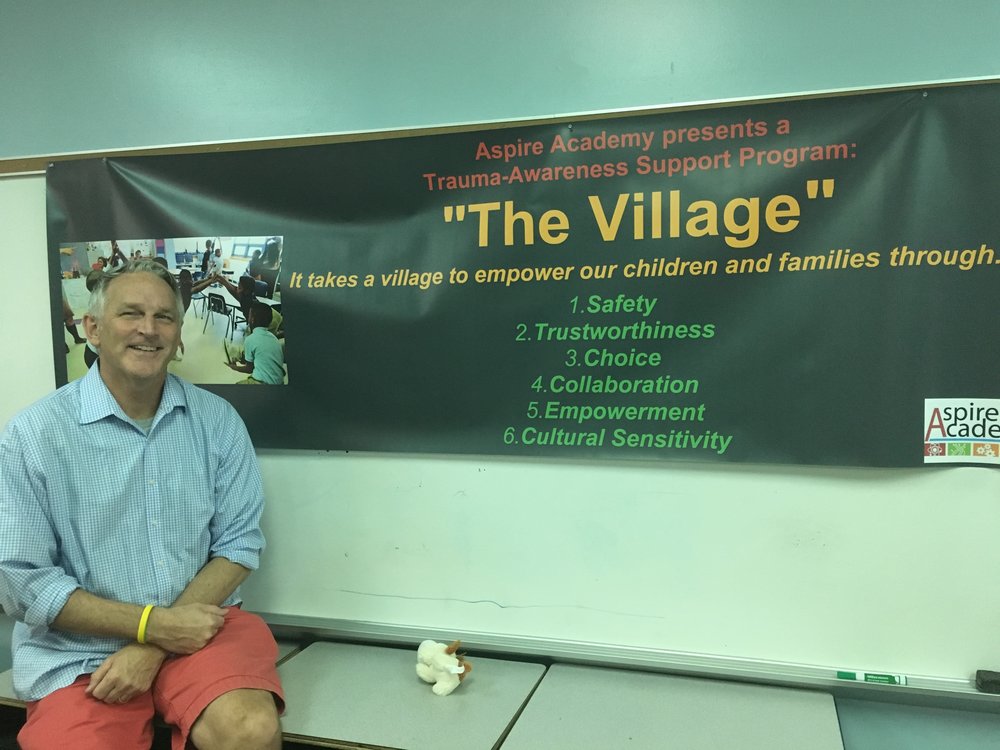 Aspire Academy presents a
Trauma-Awareness Support Program:
"The Village"
It takes a village to empower our children and families through.
1.Safety
2.Trustworthiness
3.Choice
4.Collaboration
5.Empowerment
6.Cultural Sensitivity
Aspire
Acade